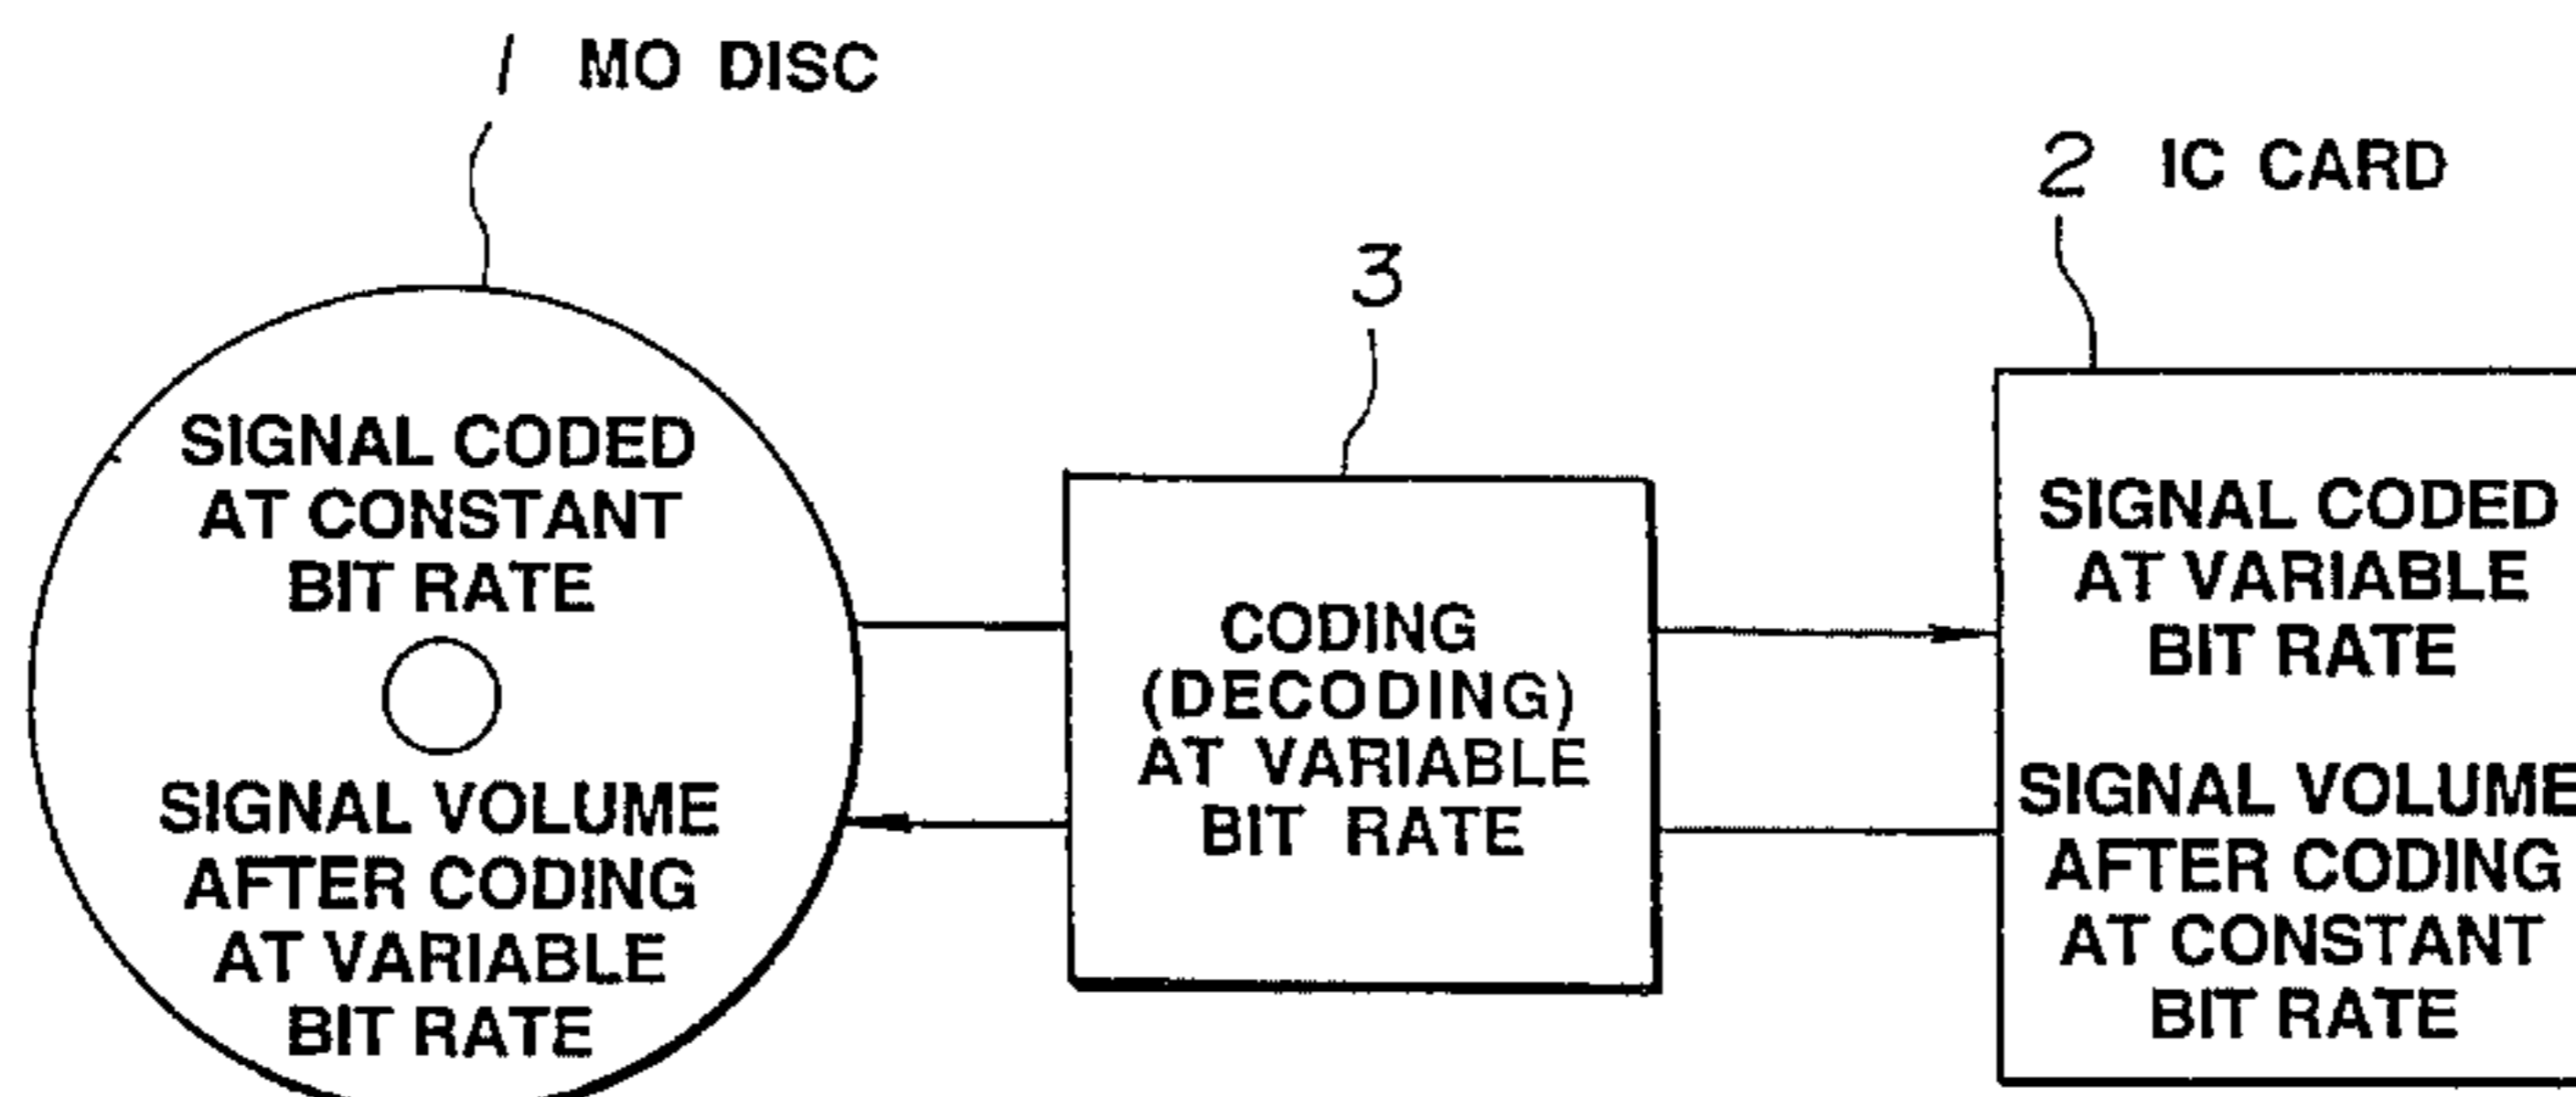 1 MO DISC
2 IC CARD
3
SIGNAL CODED
AT CONSTANT
BIT RATE
SIGNAL VOLUME
AFTER CODING
AT VARIABLE
BIT RATE
CODING
(DECODING)
AT VARIABLE
BIT RATE
SIGNAL CODED
AT VARIABLE
BIT RATE
SIGNAL VOLUME
AFTER CODING
AT CONSTANT
BIT RATE